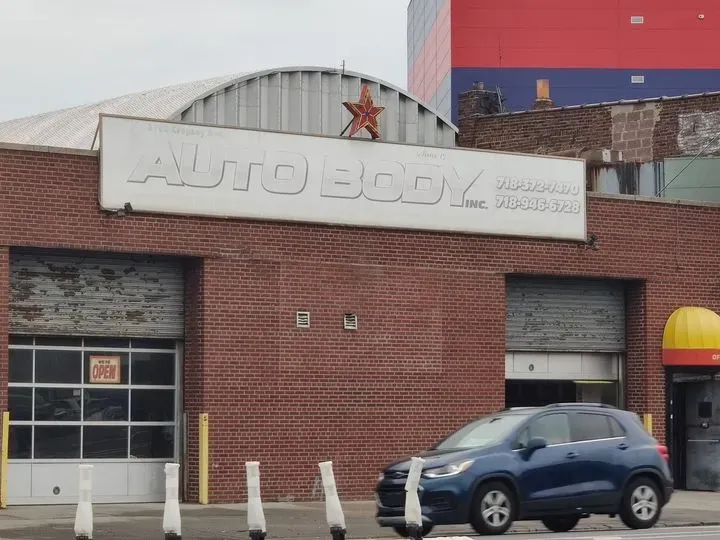 AUTO BODY INC.
718-372-7470
718-946-6728
WE'RE
OPEN